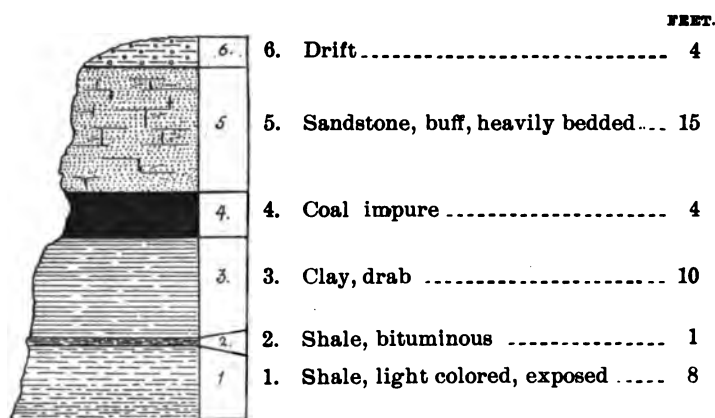 FEET.
6. 6. Drift 4
5 5. Sandstone, buff, heavily bedded 15
4. 4. Coal impure 4
3. 3. Clay, drab 10
2. 2. Shale, bituminous 1
1 1. Shale, light colored, exposed 8